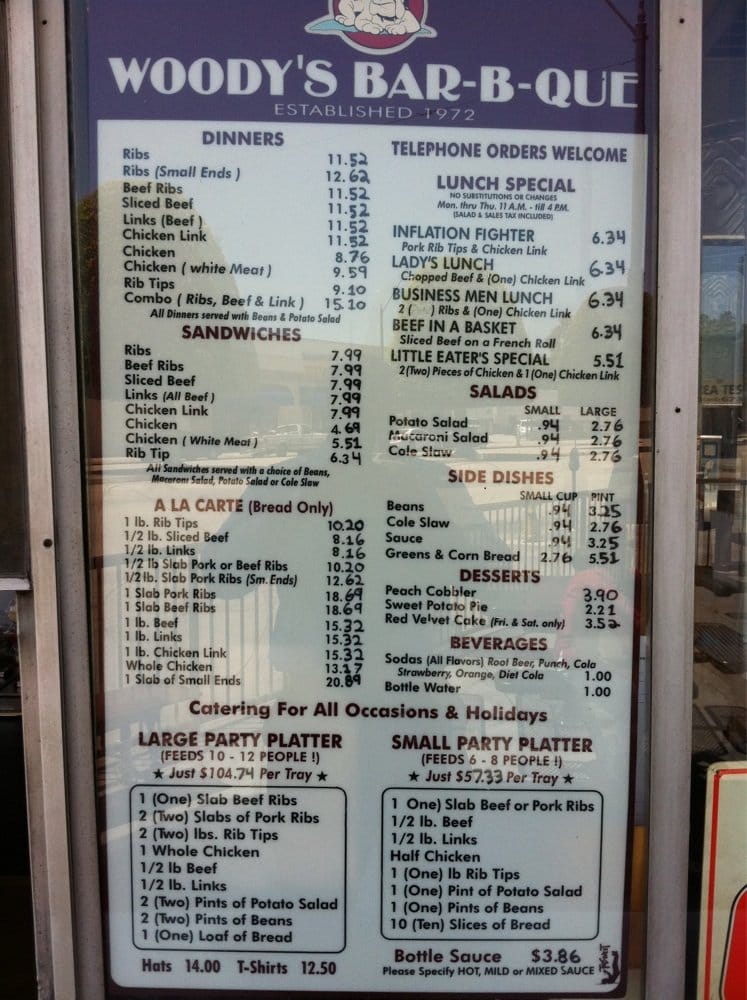 WOODY'S BAR-B-QUE
ESTABLISHED 1972
DINNERS
Ribs 11.52
Ribs (Small Ends) 12.62
Beef Ribs 11.52
Sliced Beef 11.52
Links (Beef) 11.52
Chicken Link 11.52
Chicken 8.76
Chicken (white Meat) 9.59
Rib Tips 9.10
Combo (Ribs, Beef & Link) 15.10
All Dinners served with Beans & Potato Salad
SANDWICHES
Ribs 7.99
Beef Ribs 7.99
Sliced Beef 7.99
Links (All Beef) 7.99
Chicken Link 7.99
Chicken 4.69
Chicken (White Meat) 5.51
Rib Tip 6.34
All Sandwiches served with a choice of Beans,
Macaroni Salad, Potato Salad or Cole Slaw
A LA CARTE (Bread Only)
1 lb. Rib Tips 10.20
1/2 lb. Sliced Beef 8.16
1/2 lb. Links 8.16
1/2 lb Slab Pork or Beef Ribs 10.20
1/2 lb. Slab Pork Ribs (Sm. Ends) 12.62
1 Slab Pork Ribs 18.69
1 Slab Beef Ribs 18.69
1 lb. Beef 15.32
1 lb. Links 15.32
1 lb. Chicken Link 15.32
Whole Chicken 13.17
1 Slab of Small Ends 20.89
TELEPHONE ORDERS WELCOME
LUNCH SPECIAL
NO SUBSTITUTIONS OR CHANGES
Mon. thru Thu. 11 A.M. - till 4 P.M.
(SALAD & SALES TAX INCLUDED)
INFLATION FIGHTER 6.34
Pork Rib Tips & Chicken Link
LADY'S LUNCH 6.34
Chopped Beef & (One) Chicken Link
BUSINESS MEN LUNCH 6.34
2 ( ) Ribs & (One) Chicken Link
BEEF IN A BASKET 6.34
Sliced Beef on a French Roll
LITTLE EATER'S SPECIAL 5.51
2 (Two) Pieces of Chicken & 1 (One) Chicken Link
SALADS
SMALL LARGE
Potato Salad .94 2.76
Macaroni Salad .94 2.76
Cole Slaw .94 2.76
SIDE DISHES
SMALL CUP PINT
Beans .94 3.25
Cole Slaw .94 2.76
Sauce .94 3.25
Greens & Corn Bread 2.76 5.51
DESSERTS
Peach Cobbler 3.90
Sweet Potato Pie 2.21
Red Velvet Cake (Fri. & Sat. only) 3.52
BEVERAGES
Sodas (All Flavors) Root Beer, Punch, Cola
Strawberry, Orange, Diet Cola 1.00
Bottle Water 1.00
Catering For All Occasions & Holidays
LARGE PARTY PLATTER
(FEEDS 10 - 12 PEOPLE !)
★ Just $104.74 Per Tray ★
1 (One) Slab Beef Ribs
2 (Two) Slabs of Pork Ribs
2 (Two) lbs. Rib Tips
1 Whole Chicken
1/2 lb Beef
1/2 lb. Links
2 (Two) Pints of Potato Salad
2 (Two) Pints of Beans
1 (One) Loaf of Bread
Hats 14.00 T-Shirts 12.50
SMALL PARTY PLATTER
(FEEDS 6 - 8 PEOPLE !)
★ Just $57.33 Per Tray ★
1 One) Slab Beef or Pork Ribs
1/2 lb. Beef
1/2 lb. Links
Half Chicken
1 (One) lb Rib Tips
1 (One) Pint of Potato Salad
1 (One) Pints of Beans
10 (Ten) Slices of Bread
Bottle Sauce $3.86
Please Specify HOT, MILD or MIXED SAUCE